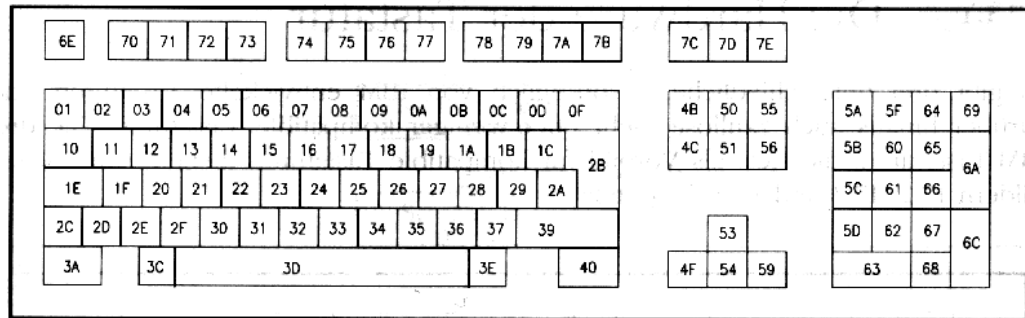 6E 70 71 72 73 74 75 76 77 78 79 7A 7B 7C 7D 7E
01 02 03 04 05 06 07 08 09 0A 0B 0C 0D 0F 4B 50 55 5A 5F 64 69
10 11 12 13 14 15 16 17 18 19 1A 1B 1C 2B 4C 51 56 5B 60 65 6A
1E 1F 20 21 22 23 24 25 26 27 28 29 2A 5C 61 66
2C 2D 2E 2F 30 31 32 33 34 35 36 37 39 53 5D 62 67 6C
3A 3C 3D 3E 40 4F 54 59 63 68